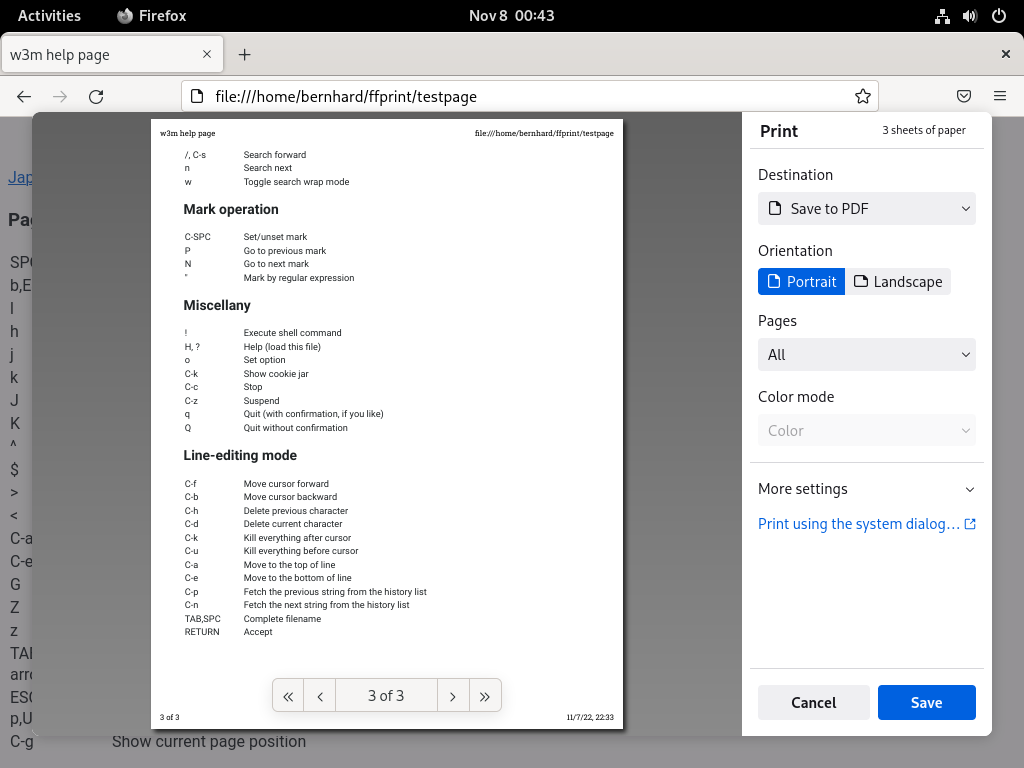 Activities Firefox Nov 8 00:43
w3m help page
file:///home/bernhard/ffprint/testpage
w3m help page file:///home/bernhard/ffprint/testpage
/, C-s Search forward
n Search next
w Toggle search wrap mode
Mark operation
C-SPC Set/unset mark
P Go to previous mark
N Go to next mark
" Mark by regular expression
Miscellany
! Execute shell command
H, ? Help (load this file)
o Set option
C-k Show cookie jar
C-c Stop
C-z Suspend
q Quit (with confirmation, if you like)
Q Quit without confirmation
Line-editing mode
C-f Move cursor forward
C-b Move cursor backward
C-h Delete previous character
C-d Delete current character
C-k Kill everything after cursor
C-u Kill everything before cursor
C-a Move to the top of line
C-e Move to the bottom of line
C-p Fetch the previous string from the history list
C-n Fetch the next string from the history list
TAB,SPC Complete filename
RETURN Accept
3 of 3
3 of 3 11/7/22, 22:33
Print 3 sheets of paper
Destination
Save to PDF
Orientation
Portrait Landscape
Pages
All
Color mode
Color
More settings
Print using the system dialog…
Cancel Save
Jap
Pa
SPC
b,E
l
h
j
k
J
K
^
$
>
<
C-a
C-e
G
Z
z
TAB
arro
ESC
p,U
C-g Show current page position